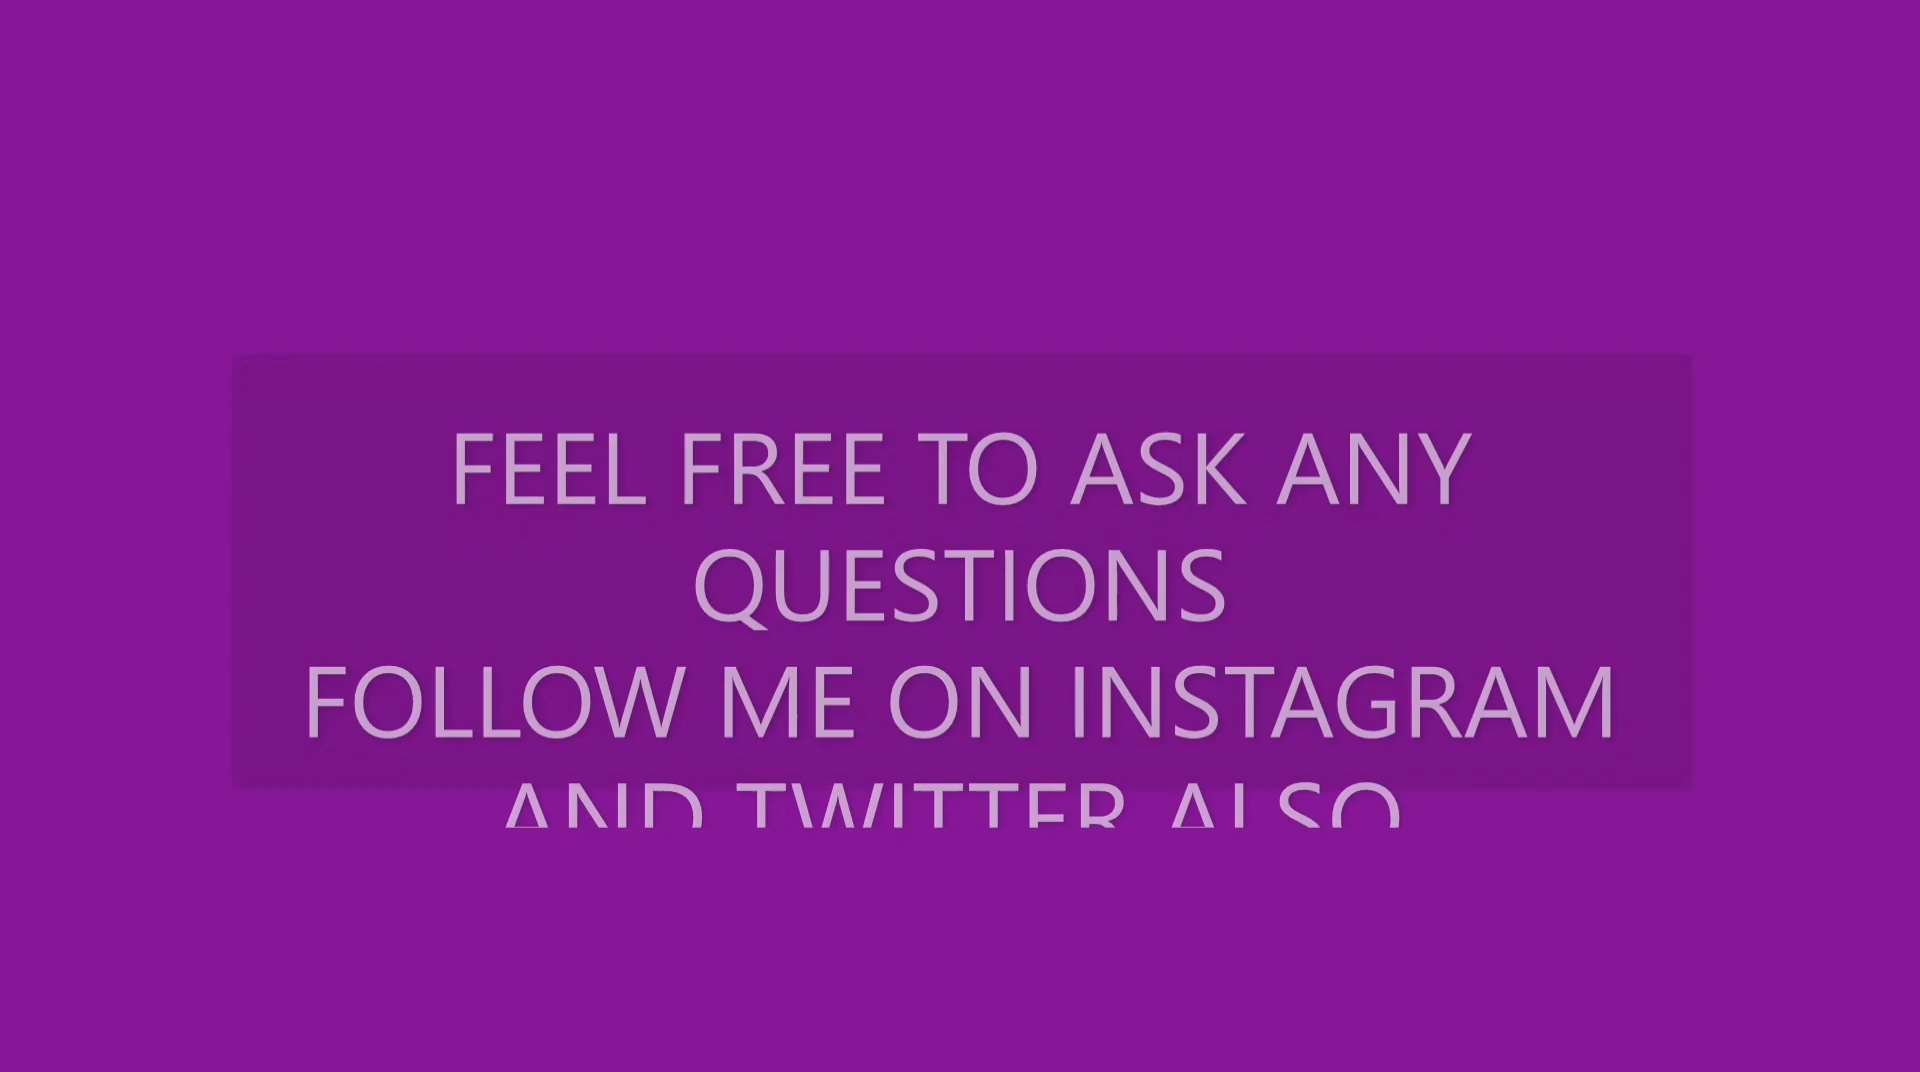 FEEL FREE TO ASK ANY
QUESTIONS
FOLLOW ME ON INSTAGRAM
AND TWITTER ALSO